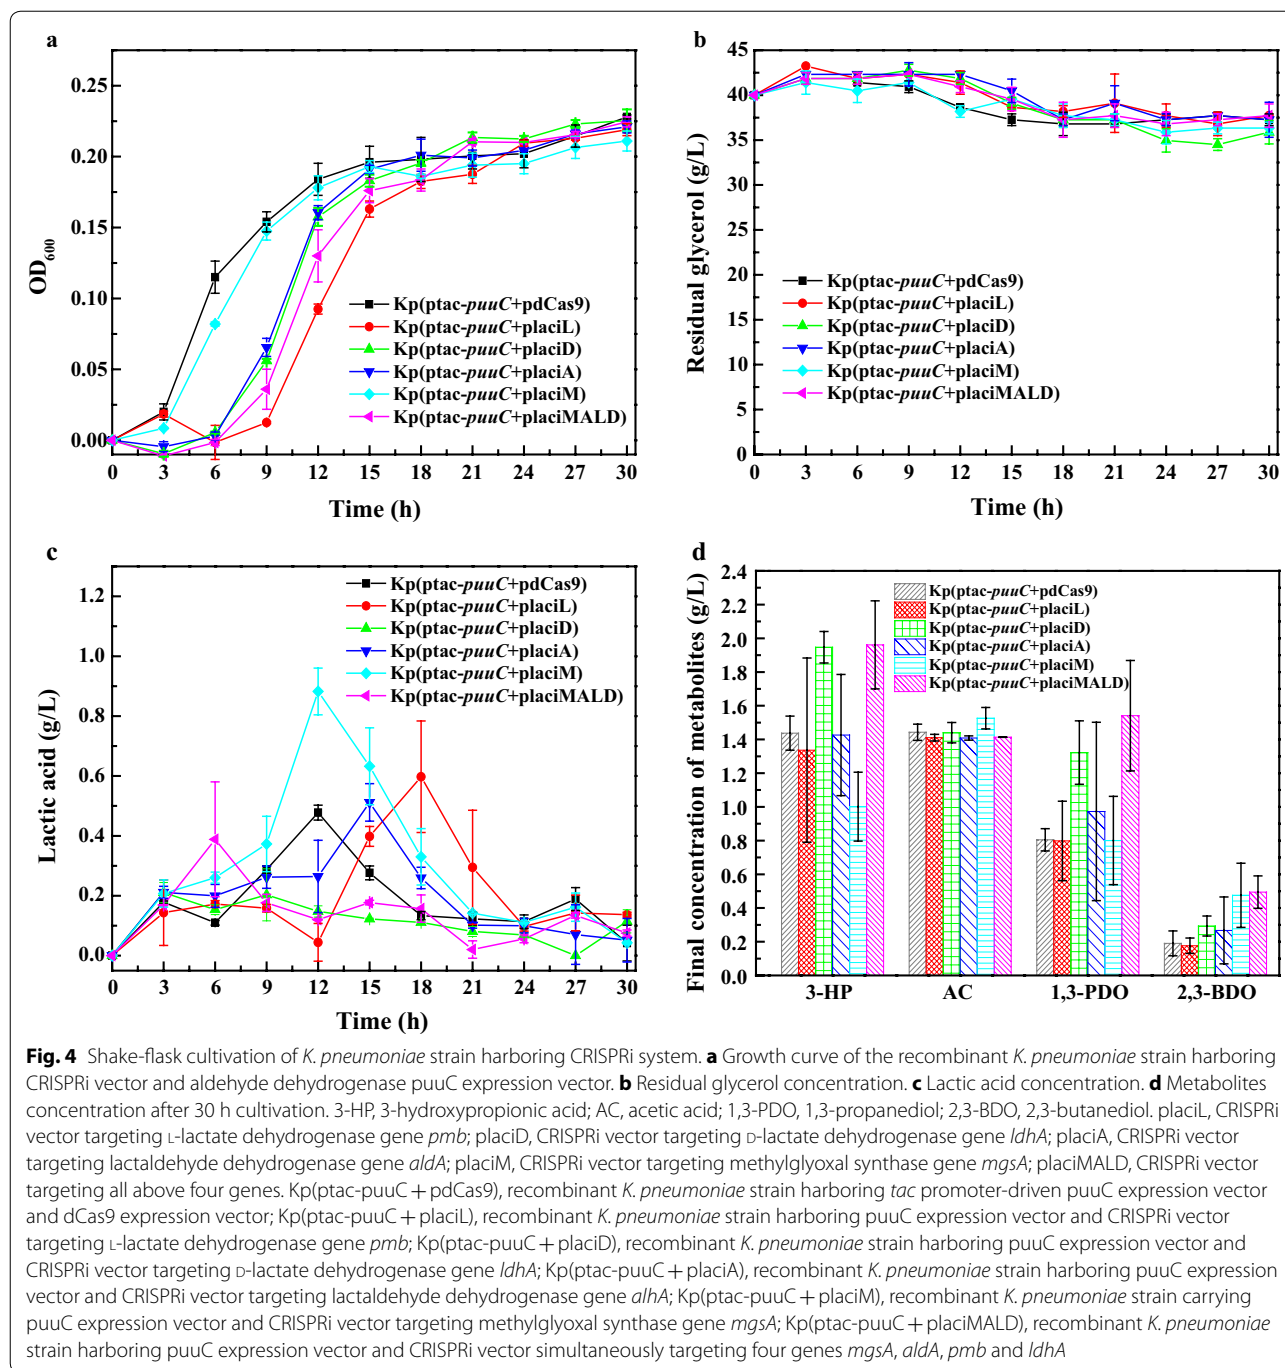 a
0.25
0.20
0.15
0.10
0.05
0.00
OD600
0 3 6 9 12 15 18 21 24 27 30
Time (h)
Kp(ptac-puuC+pdCas9)
Kp(ptac-puuC+placiL)
Kp(ptac-puuC+placiD)
Kp(ptac-puuC+placiA)
Kp(ptac-puuC+placiM)
Kp(ptac-puuC+placiMALD)
b
45
40
35
30
25
20
15
10
5
0
Residual glycerol (g/L)
0 3 6 9 12 15 18 21 24 27 30
Time (h)
Kp(ptac-puuC+pdCas9)
Kp(ptac-puuC+placiL)
Kp(ptac-puuC+placiD)
Kp(ptac-puuC+placiA)
Kp(ptac-puuC+placiM)
Kp(ptac-puuC+placiMALD)
c
1.2
1.0
0.8
0.6
0.4
0.2
0.0
Lactic acid (g/L)
0 3 6 9 12 15 18 21 24 27 30
Time (h)
Kp(ptac-puuC+pdCas9)
Kp(ptac-puuC+placiL)
Kp(ptac-puuC+placiD)
Kp(ptac-puuC+placiA)
Kp(ptac-puuC+placiM)
Kp(ptac-puuC+placiMALD)
d
2.4
2.2
2.0
1.8
1.6
1.4
1.2
1.0
0.8
0.6
0.4
0.2
0.0
Final concentration of metabolites (g/L)
3-HP AC 1,3-PDO 2,3-BDO
Kp(ptac-puuC+pdCas9)
Kp(ptac-puuC+placiL)
Kp(ptac-puuC+placiD)
Kp(ptac-puuC+placiA)
Kp(ptac-puuC+placiM)
Kp(ptac-puuC+placiMALD)
Fig. 4 Shake-flask cultivation of K. pneumoniae strain harboring CRISPRi system. a Growth curve of the recombinant K. pneumoniae strain harboring
CRISPRi vector and aldehyde dehydrogenase puuC expression vector. b Residual glycerol concentration. c Lactic acid concentration. d Metabolites
concentration after 30 h cultivation. 3-HP, 3-hydroxypropionic acid; AC, acetic acid; 1,3-PDO, 1,3-propanediol; 2,3-BDO, 2,3-butanediol. placiL, CRISPRi
vector targeting L-lactate dehydrogenase gene pmb; placiD, CRISPRi vector targeting D-lactate dehydrogenase gene ldhA; placiA, CRISPRi vector
targeting lactaldehyde dehydrogenase gene aldA; placiM, CRISPRi vector targeting methylglyoxal synthase gene mgsA; placiMALD, CRISPRi vector
targeting all above four genes. Kp(ptac-puuC + pdCas9), recombinant K. pneumoniae strain harboring tac promoter-driven puuC expression vector
and dCas9 expression vector; Kp(ptac-puuC + placiL), recombinant K. pneumoniae strain harboring puuC expression vector and CRISPRi vector
targeting L-lactate dehydrogenase gene pmb; Kp(ptac-puuC + placiD), recombinant K. pneumoniae strain harboring puuC expression vector and
CRISPRi vector targeting D-lactate dehydrogenase gene ldhA; Kp(ptac-puuC + placiA), recombinant K. pneumoniae strain harboring puuC expression
vector and CRISPRi vector targeting lactaldehyde dehydrogenase gene alhA; Kp(ptac-puuC + placiM), recombinant K. pneumoniae strain carrying
puuC expression vector and CRISPRi vector targeting methylglyoxal synthase gene mgsA; Kp(ptac-puuC + placiMALD), recombinant K. pneumoniae
strain harboring puuC expression vector and CRISPRi vector simultaneously targeting four genes mgsA, aldA, pmb and ldhA